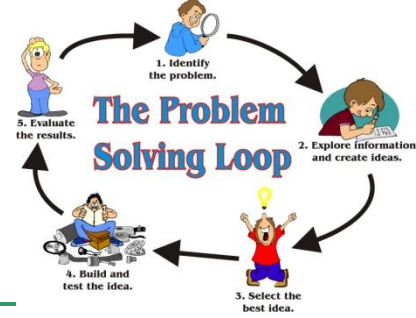 The Problem
Solving Loop
1. Identify
the problem.
2. Explore information
and create ideas.
3. Select the
best idea.
4. Build and
test the idea.
5. Evaluate
the results.